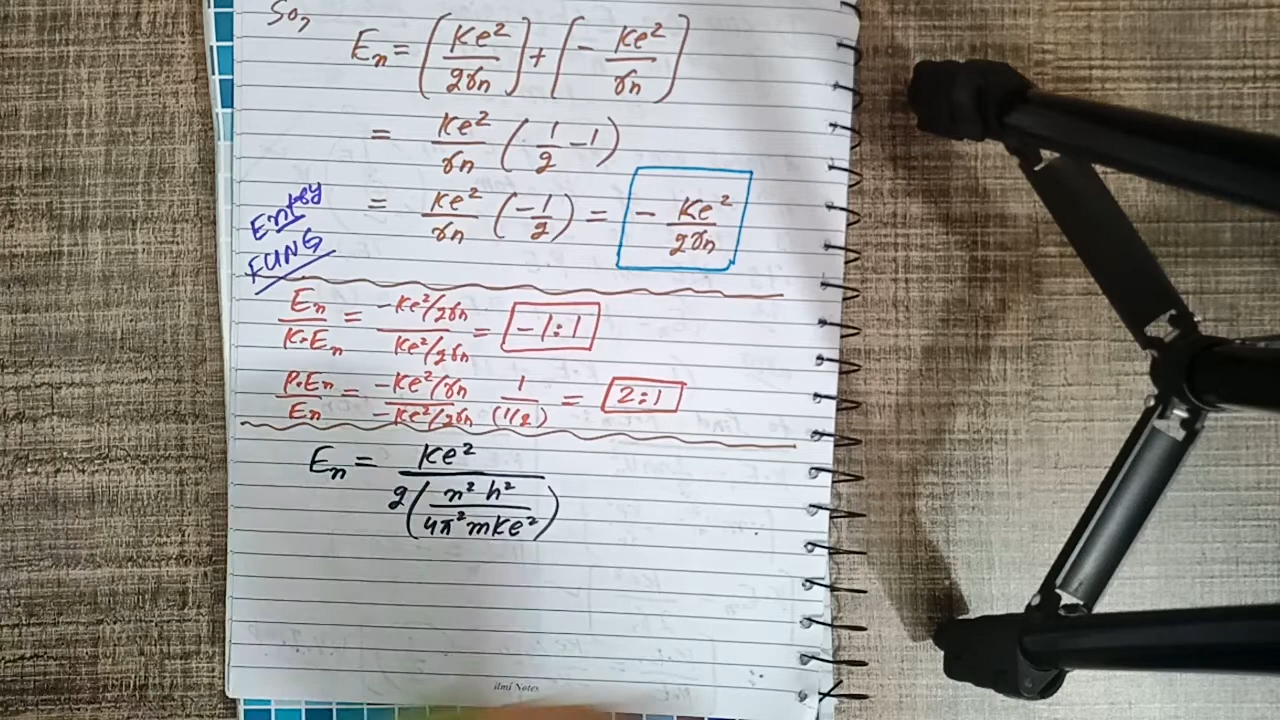 So,
En = (Ke²/2rn) + (- Ke²/rn)
= Ke²/rn (1/2 - 1)
= Ke²/rn (-1/2) = - Ke²/2rn
Entry
FUNG
En/K.En = -Ke²/2rn / Ke²/2rn = -1:1
P.En/En = -Ke²/rn / -Ke²/2rn 1/(1/2) = 2:1
En = Ke² / 2(n²h²/4π²mKe²)
ilmi Notes